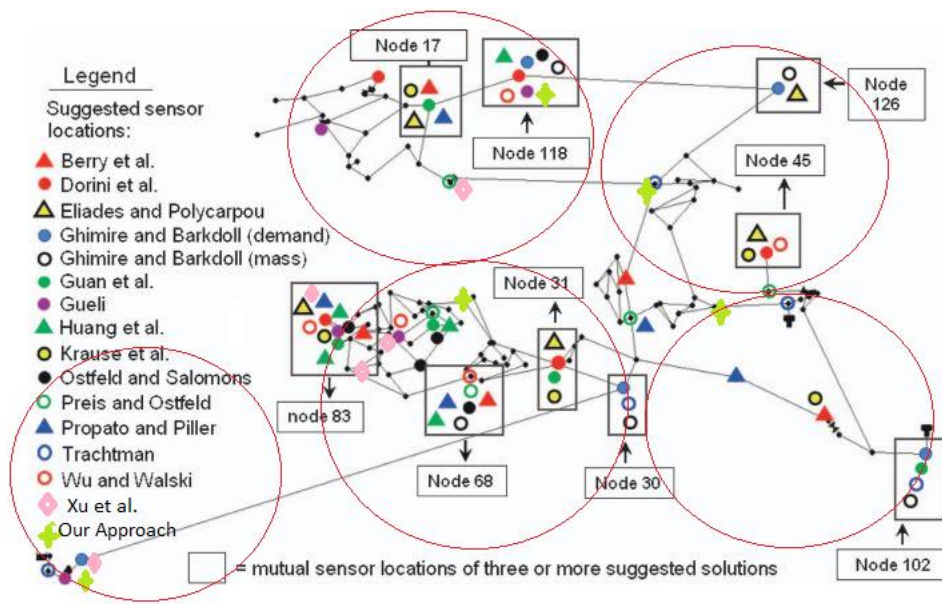 Node 17
Node 118
Node
126
Node 45
Legend
Suggested sensor
locations:
Berry et al.
Dorini et al.
Eliades and Polycarpou
Ghimire and Barkdoll (demand)
Ghimire and Barkdoll (mass)
Guan et al.
Gueli
Huang et al.
Krause et al.
Ostfeld and Salomons
Preis and Ostfeld
Propato and Piller
Trachtman
Wu and Walski
Xu et al.
Our Approach
Node 31
node 83
Node 68
Node 30
Node 102
= mutual sensor locations of three or more suggested solutions